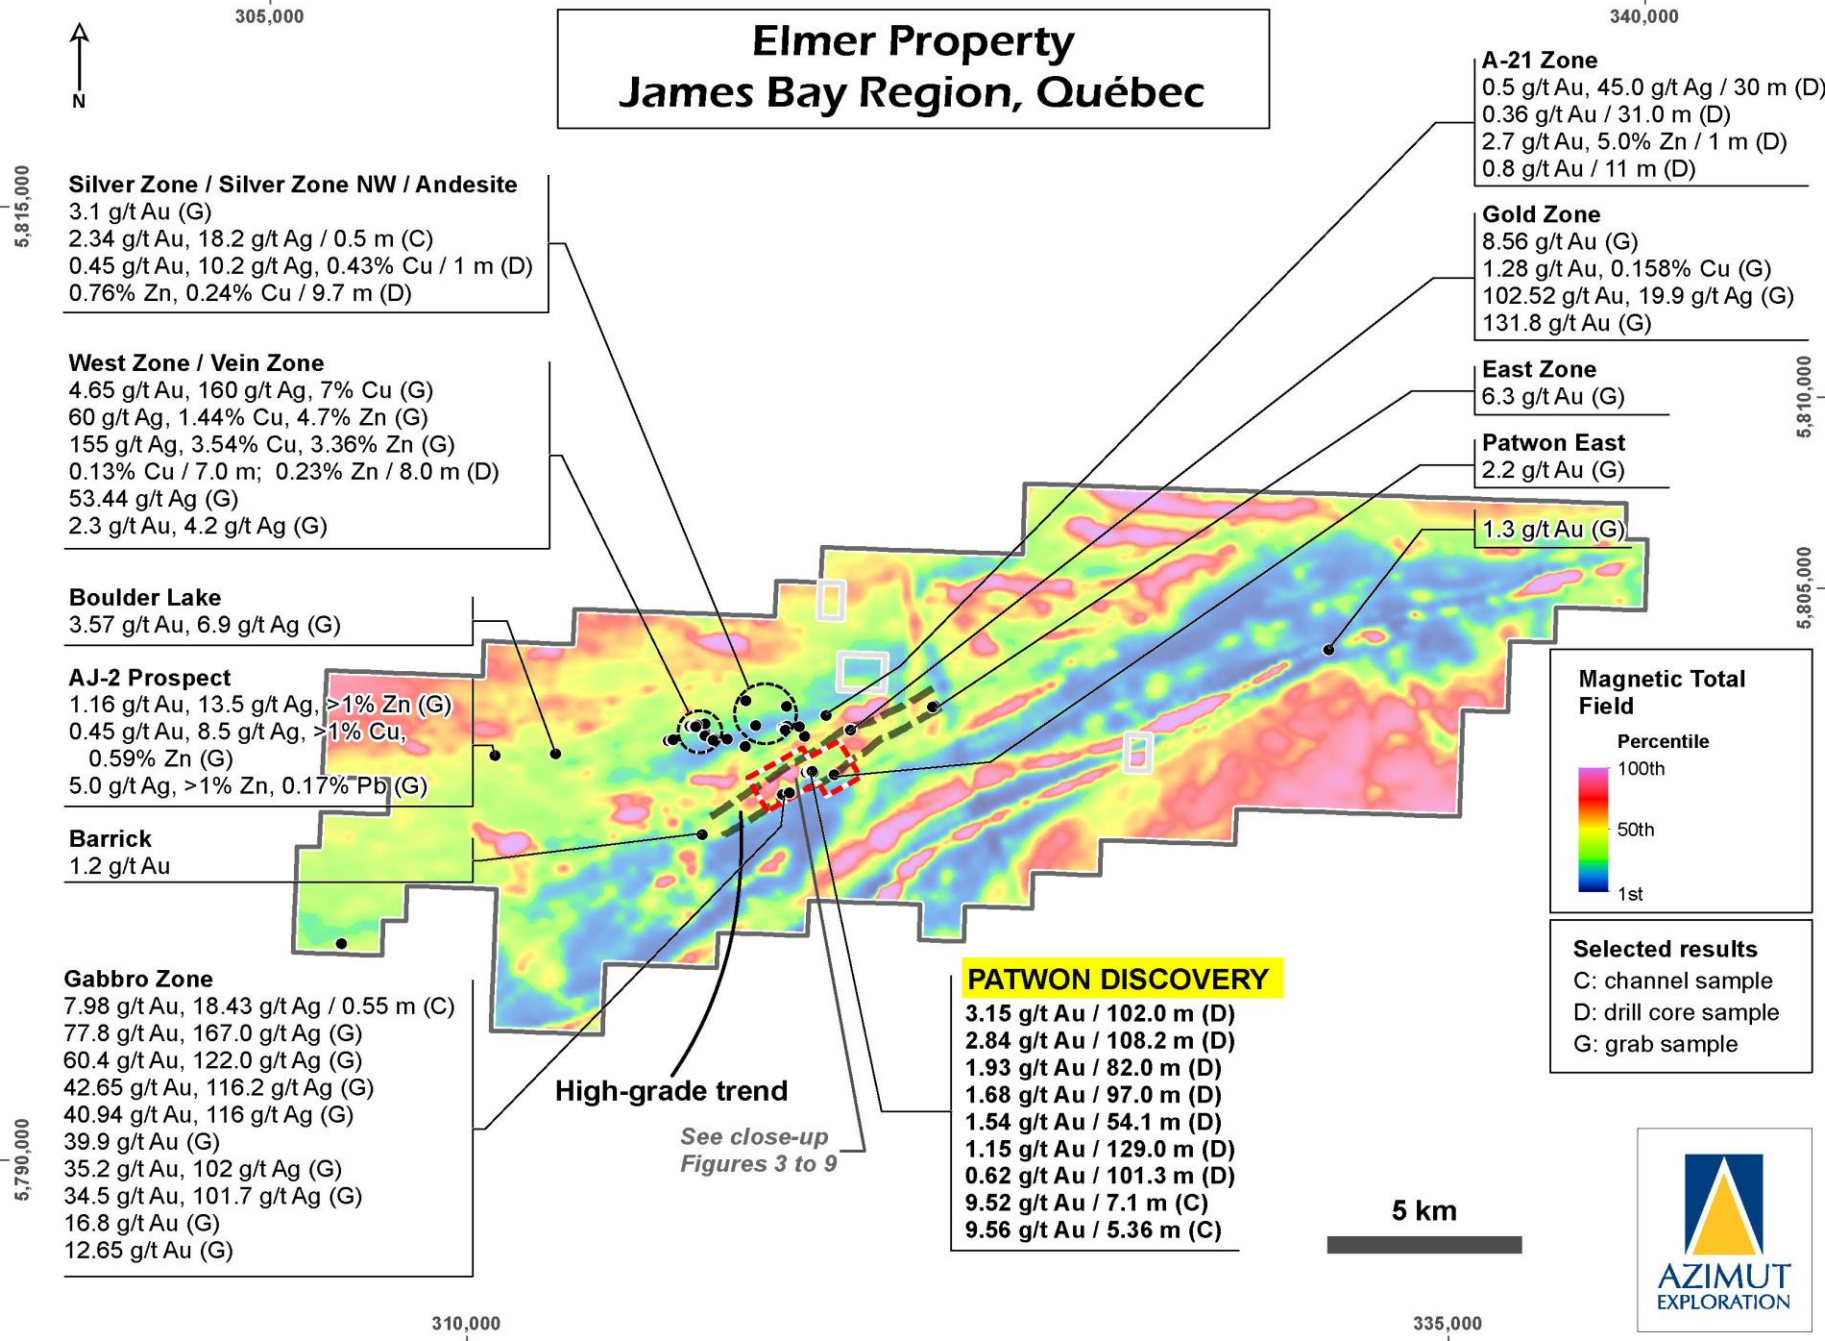 305,000
340,000
N
Elmer Property
James Bay Region, Québec
5,815,000
Silver Zone / Silver Zone NW / Andesite
3.1 g/t Au (G)
2.34 g/t Au, 18.2 g/t Ag / 0.5 m (C)
0.45 g/t Au, 10.2 g/t Ag, 0.43% Cu / 1 m (D)
0.76% Zn, 0.24% Cu / 9.7 m (D)
West Zone / Vein Zone
4.65 g/t Au, 160 g/t Ag, 7% Cu (G)
60 g/t Ag, 1.44% Cu, 4.7% Zn (G)
155 g/t Ag, 3.54% Cu, 3.36% Zn (G)
0.13% Cu / 7.0 m; 0.23% Zn / 8.0 m (D)
53.44 g/t Ag (G)
2.3 g/t Au, 4.2 g/t Ag (G)
Boulder Lake
3.57 g/t Au, 6.9 g/t Ag (G)
AJ-2 Prospect
1.16 g/t Au, 13.5 g/t Ag, >1% Zn (G)
0.45 g/t Au, 8.5 g/t Ag, >1% Cu,
0.59% Zn (G)
5.0 g/t Ag, >1% Zn, 0.17% Pb (G)
Barrick
1.2 g/t Au
Gabbro Zone
7.98 g/t Au, 18.43 g/t Ag / 0.55 m (C)
77.8 g/t Au, 167.0 g/t Ag (G)
60.4 g/t Au, 122.0 g/t Ag (G)
42.65 g/t Au, 116.2 g/t Ag (G)
40.94 g/t Au, 116 g/t Ag (G)
39.9 g/t Au (G)
35.2 g/t Au, 102 g/t Ag (G)
34.5 g/t Au, 101.7 g/t Ag (G)
16.8 g/t Au (G)
12.65 g/t Au (G)
5,790,000
310,000
High-grade trend
See close-up
Figures 3 to 9
PATWON DISCOVERY
3.15 g/t Au / 102.0 m (D)
2.84 g/t Au / 108.2 m (D)
1.93 g/t Au / 82.0 m (D)
1.68 g/t Au / 97.0 m (D)
1.54 g/t Au / 54.1 m (D)
1.15 g/t Au / 129.0 m (D)
0.62 g/t Au / 101.3 m (D)
9.52 g/t Au / 7.1 m (C)
9.56 g/t Au / 5.36 m (C)
A-21 Zone
0.5 g/t Au, 45.0 g/t Ag / 30 m (D)
0.36 g/t Au / 31.0 m (D)
2.7 g/t Au, 5.0% Zn / 1 m (D)
0.8 g/t Au / 11 m (D)
Gold Zone
8.56 g/t Au (G)
1.28 g/t Au, 0.158% Cu (G)
102.52 g/t Au, 19.9 g/t Ag (G)
131.8 g/t Au (G)
East Zone
6.3 g/t Au (G)
Patwon East
2.2 g/t Au (G)
1.3 g/t Au (G)
5,810,000
5,805,000
Magnetic Total
Field
Percentile
100th
50th
1st
Selected results
C: channel sample
D: drill core sample
G: grab sample
5 km
AZIMUT
EXPLORATION
335,000